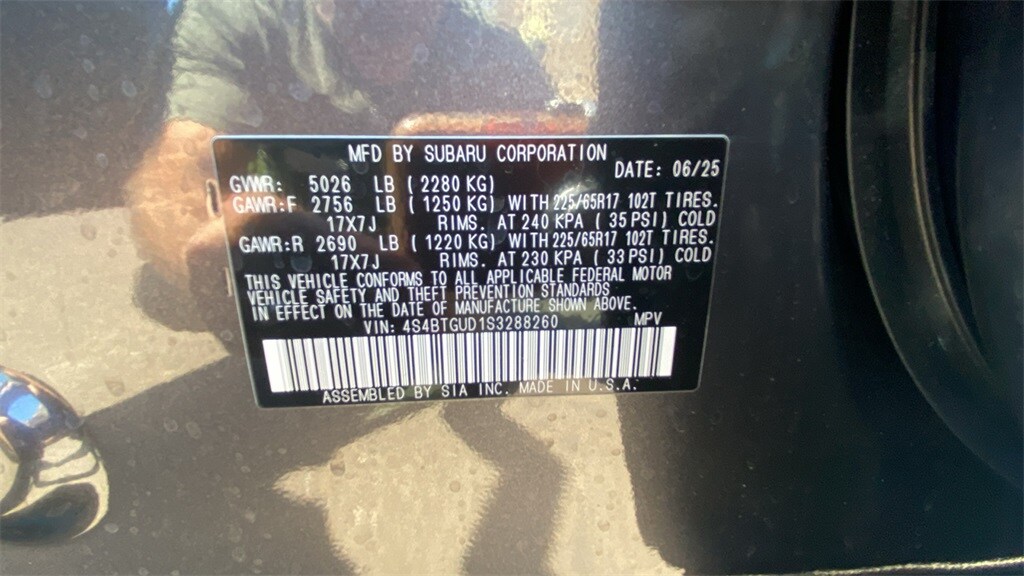 MFD BY SUBARU CORPORATION DATE: 06/25
GVWR: 5026 LB ( 2280 KG)
GAWR:F 2756 LB ( 1250 KG) WITH 225/65R17 102T TIRES.
17X7J RIMS. AT 240 KPA ( 35 PSI) COLD
GAWR:R 2690 LB ( 1220 KG) WITH 225/65R17 102T TIRES.
17X7J RIMS. AT 230 KPA ( 33 PSI) COLD
THIS VEHICLE CONFORMS TO ALL APPLICABLE FEDERAL MOTOR
VEHICLE SAFETY AND THEFT PREVENTION STANDARDS
IN EFFECT ON THE DATE OF MANUFACTURE SHOWN ABOVE.
VIN: 4S4BTGUD1S3288260 MPV
ASSEMBLED BY SIA INC. MADE IN U.S.A.